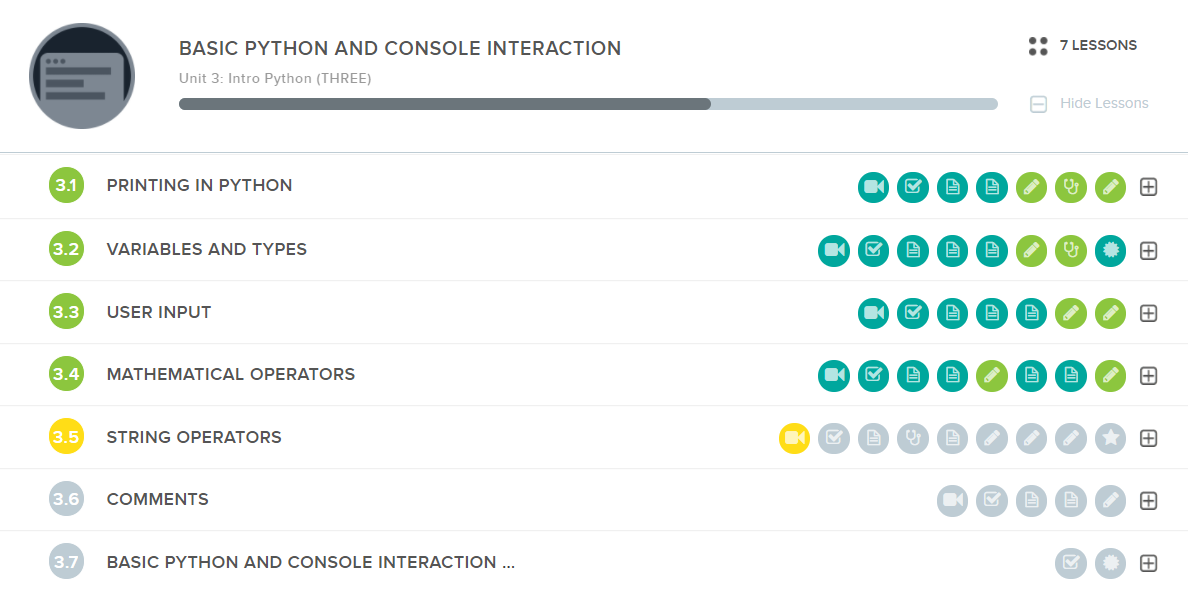 BASIC PYTHON AND CONSOLE INTERACTION
7 LESSONS
Unit 3: Intro Python (THREE)
Hide Lessons
3.1 PRINTING IN PYTHON
3.2 VARIABLES AND TYPES
3.3 USER INPUT
3.4 MATHEMATICAL OPERATORS
3.5 STRING OPERATORS
3.6 COMMENTS
3.7 BASIC PYTHON AND CONSOLE INTERACTION ...